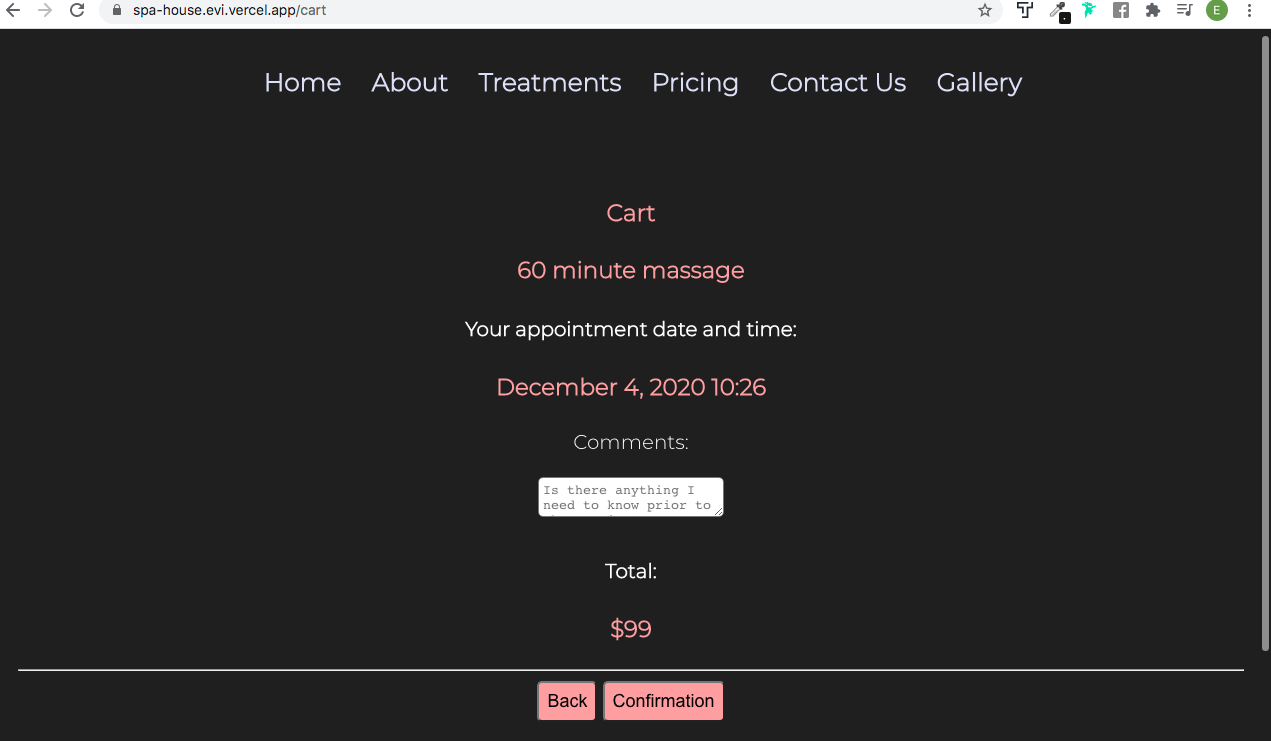 spa-house.evi.vercel.app/cart
E
Home About Treatments Pricing Contact Us Gallery
Cart
60 minute massage
Your appointment date and time:
December 4, 2020 10:26
Comments:
Is there anything I
need to know prior to
Total:
$99
Back Confirmation